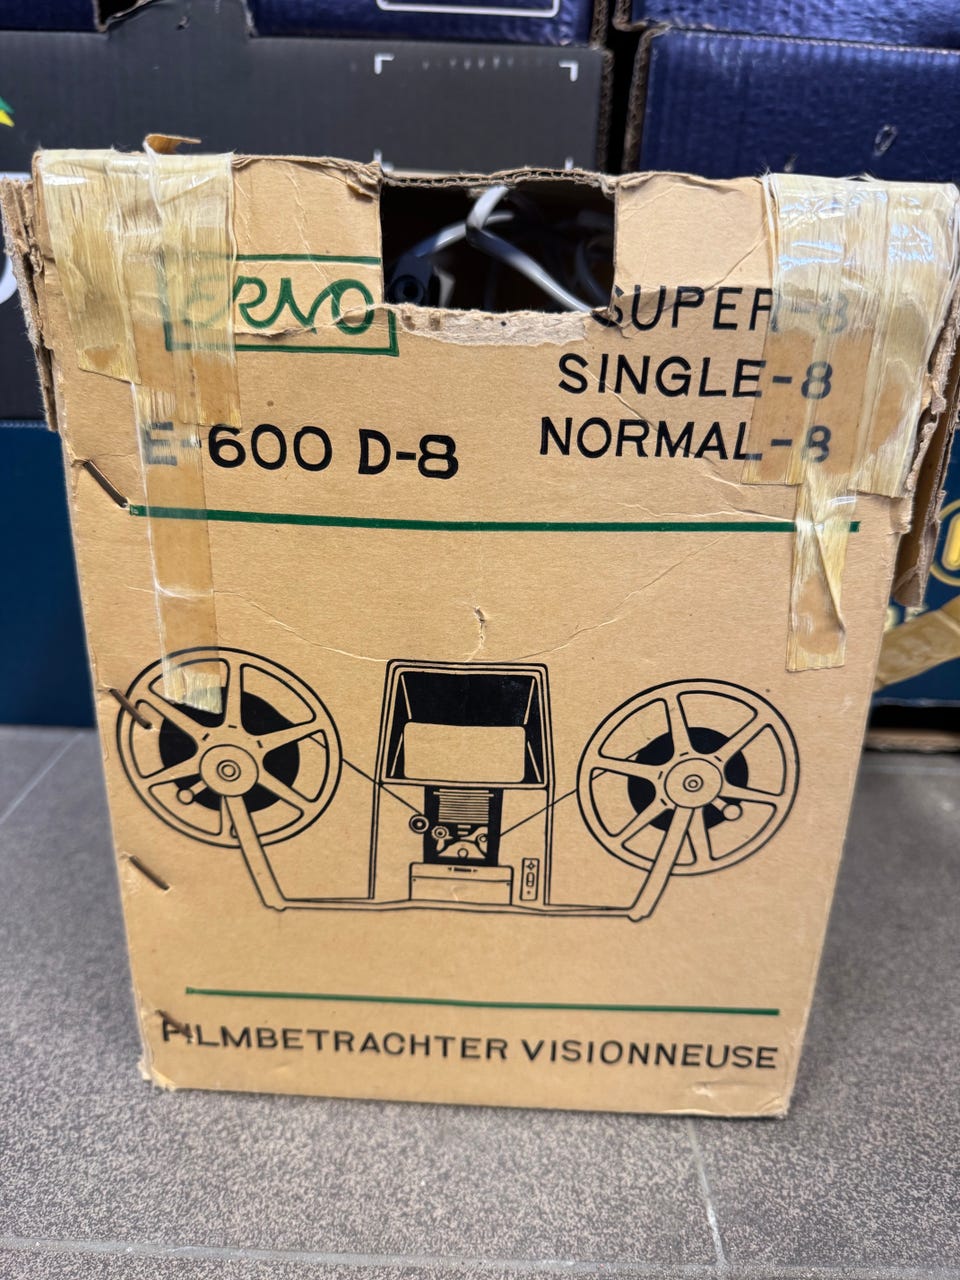 ERNO
SUPER-8
SINGLE-8
E-600 D-8
NORMAL-8
FILMBETRACHTER VISIONNEUSE